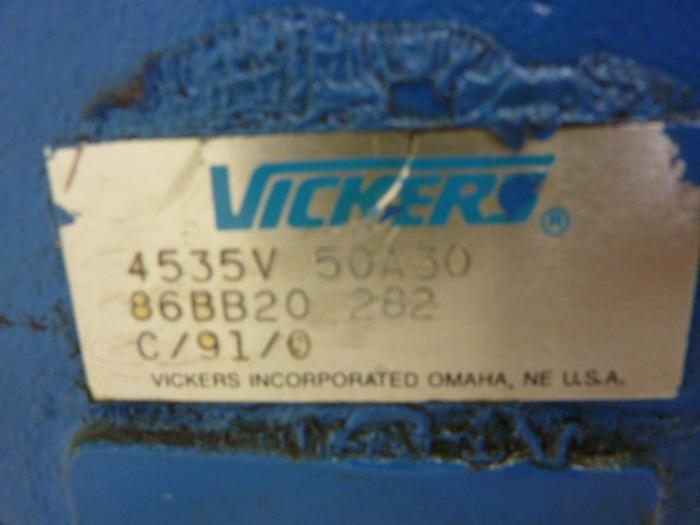 VICKERS®
4535V 50A30
86BB20 282
C/91/0
VICKERS INCORPORATED OMAHA, NE U.S.A.